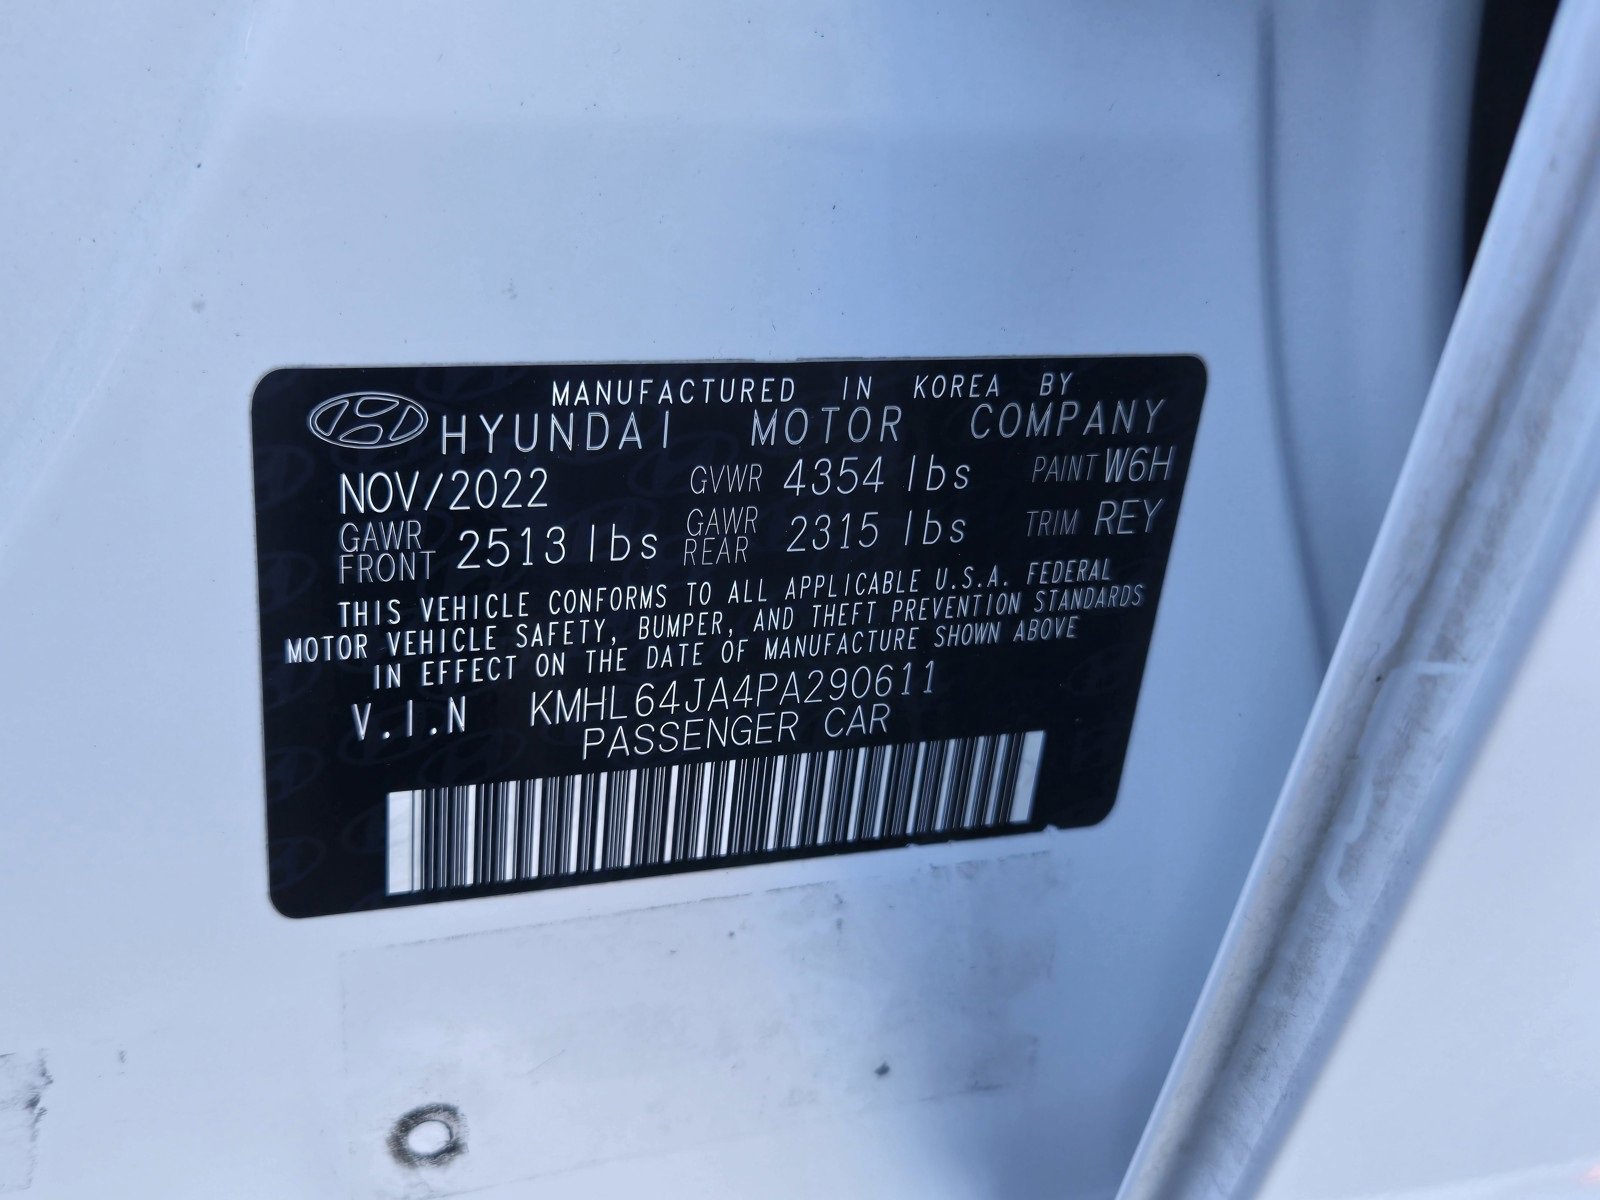 MANUFACTURED IN KOREA BY
HYUNDAI MOTOR COMPANY
NOV/2022 GVWR 4354 lbs PAINT W6H
GAWR FRONT 2513 lbs GAWR REAR 2315 lbs TRIM REY
THIS VEHICLE CONFORMS TO ALL APPLICABLE U.S.A. FEDERAL
MOTOR VEHICLE SAFETY, BUMPER, AND THEFT PREVENTION STANDARDS
IN EFFECT ON THE DATE OF MANUFACTURE SHOWN ABOVE
V.I.N KMHL64JA4PA290611
PASSENGER CAR